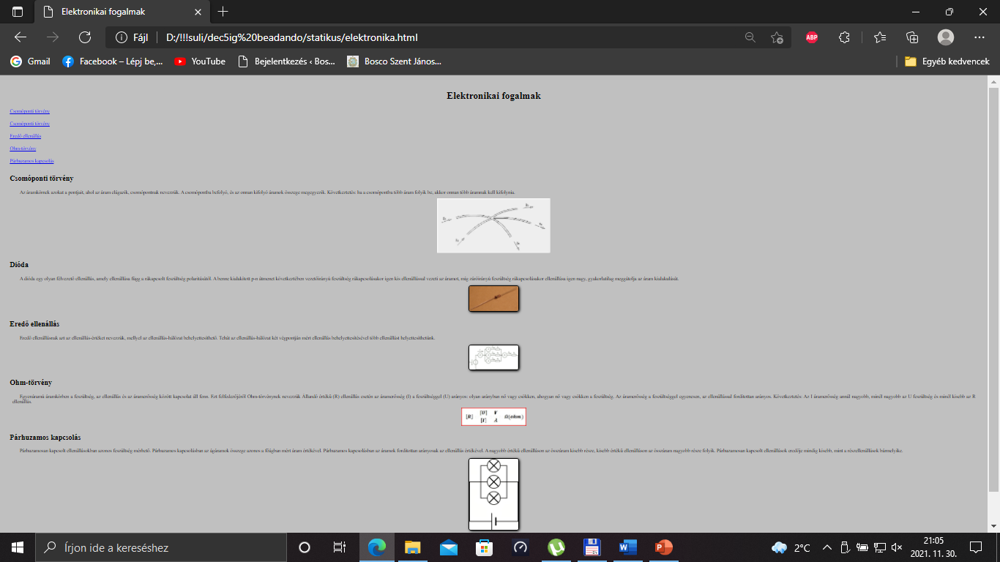 Elektronikai fogalmak
Fájl
D:/!!!suli/dec5ig%20beadando/statikus/elektronika.html
ABP
Gmail
Facebook – Lépj be,...
YouTube
Bejelentkezés ‹ Bos...
Bosco Szent János...
Egyéb kedvencek
Elektronikai fogalmak
Csomóponti törvény
Csomóponti törvény
Eredő ellenállás
Ohm-törvény
Párhuzamos kapcsolás
Csomóponti törvény
Az áramkörnek azokat a pontjait, ahol az áram elágazik, csomópontnak nevezzük. A csomópontba befolyó, és az onnan kifolyó áramok összege megegyezik. Következtetés: ha a csomópontba több áram folyik be, akkor onnan több áramnak kell kifolynia.
Dióda
A dióda egy olyan félvezető ellenállás, amely ellenállása függ a rákapcsolt feszültség polaritásától. A benne kialakított p-n átmenet következtében vezetőirányú feszültség rákapcsolásakor igen kis ellenállással vezeti az áramot, míg záróirányú feszültség rákapcsolásakor ellenállása igen nagy, gyakorlatilag meggátolja az áram kialakulását.
Eredő ellenállás
Eredő ellenállásnak azt az ellenállás-értéket nevezzük, mellyel az ellenállás-hálózat behelyettesíthető. Tehát az ellenállás-hálózat két végpontján mért ellenállás behelyettesítésével több ellenállást helyettesíthetünk.
Ohm-törvény
Egyenáramú áramkörben a feszültség, az ellenállás és az áramerősség között kapcsolat áll fenn. Ezt felfedezőjéről Ohm-törvénynek nevezzük Állandó értékű (R) ellenállás esetén az áramerősség (I) a feszültséggel (U) arányos: olyan arányban nő vagy csökken, ahogyan nő vagy csökken a feszültség. Az áramerősség a feszültséggel egyenesen, az ellenállással fordítottan arányos. Következtetés: Az I áramerősség annál nagyobb, minél nagyobb az U feszültség és minél kisebb az R
ellenállás.
[R] [U] V Ω(ohm)
[I] A
Párhuzamos kapcsolás
Párhuzamosan kapcsolt ellenállásokban azonos feszültség mérhető. Párhuzamos kapcsolásban az ágáramok összege azonos a főágban mért áram értékével. Párhuzamos kapcsolásban az áramok fordítottan arányosak az ellenállás értékével. A nagyobb értékű ellenálláson az összáram kisebb része, kisebb értékű ellenálláson az összáram nagyobb része folyik. Párhuzamosan kapcsolt ellenállások eredője mindig kisebb, mint a részellenállások bármelyike.
Írjon ide a kereséshez
2°C
21:05
2021. 11. 30.